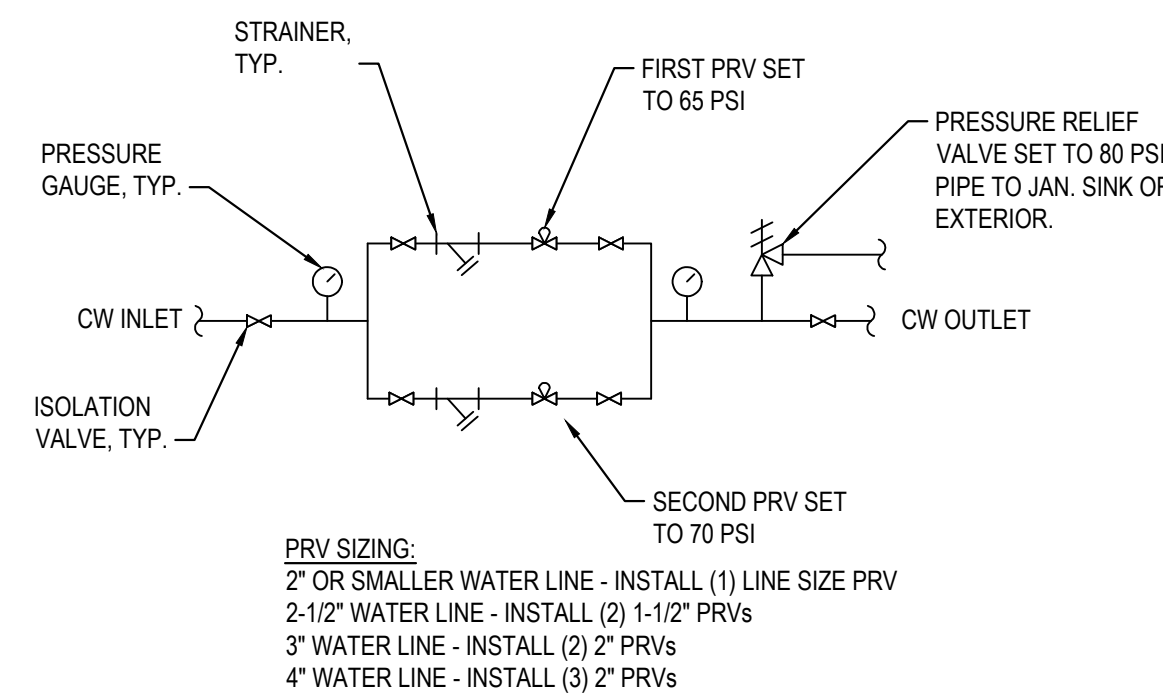 STRAINER,
TYP.
FIRST PRV SET
TO 65 PSI
PRESSURE RELIEF
VALVE SET TO 80 PSI
PIPE TO JAN. SINK
EXTERIOR.
PRESSURE
GAUGE, TYP.
CW INLET
CW OUTLET
ISOLATION
VALVE, TYP.
SECOND PRV SET
TO 70 PSI
PRV SIZING:
2" OR SMALLER WATER LINE - INSTALL (1) LINE SIZE PRV
2-1/2" WATER LINE - INSTALL (2) 1-1/2" PRVs
3" WATER LINE - INSTALL (2) 2" PRVs
4" WATER LINE - INSTALL (3) 2" PRVs